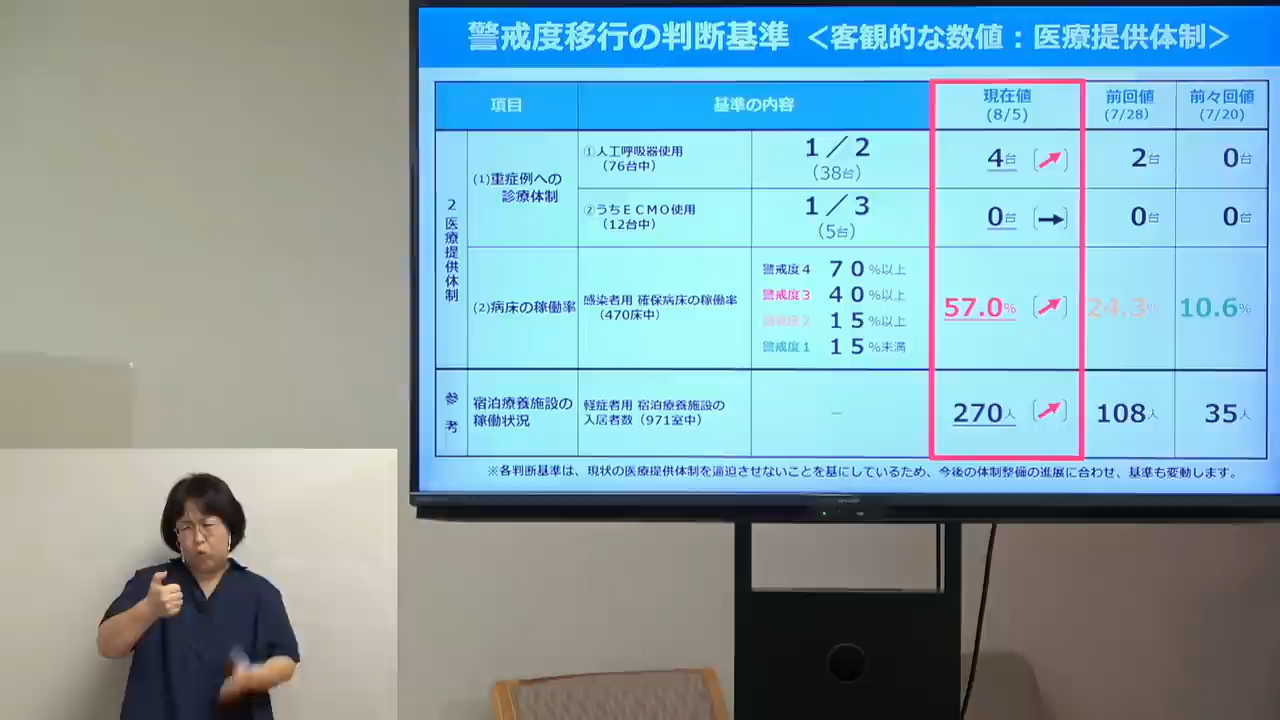 警戒度移行の判断基準 <客観的な数値：医療提供体制>
項目
基準の内容
現在値
(8/5)
前回値
(7/28)
前々回値
(7/20)
2 医療提供体制
(1)重症例への
診療体制
①人工呼吸器使用
(76台中)
1／2
(38台)
4台 〔➚〕
2台
0台
②うちＥＣＭＯ使用
(12台中)
1／3
(5台)
0台 〔→〕
0台
0台
(2)病床の稼働率
感染者用 確保病床の稼働率
(470床中)
警戒度4 70%以上
警戒度3 40%以上
警戒度2 15%以上
警戒度1 15%未満
57.0% 〔➚〕
24.3%
10.6%
参考
宿泊療養施設の
稼働状況
軽症者用 宿泊療養施設の
入居者数（971室中）
－
270人 〔➚〕
108人
35人
※各判断基準は、現状の医療提供体制を逼迫させないことを基にしているため、今後の体制整備の進展に合わせ、基準も変動します。